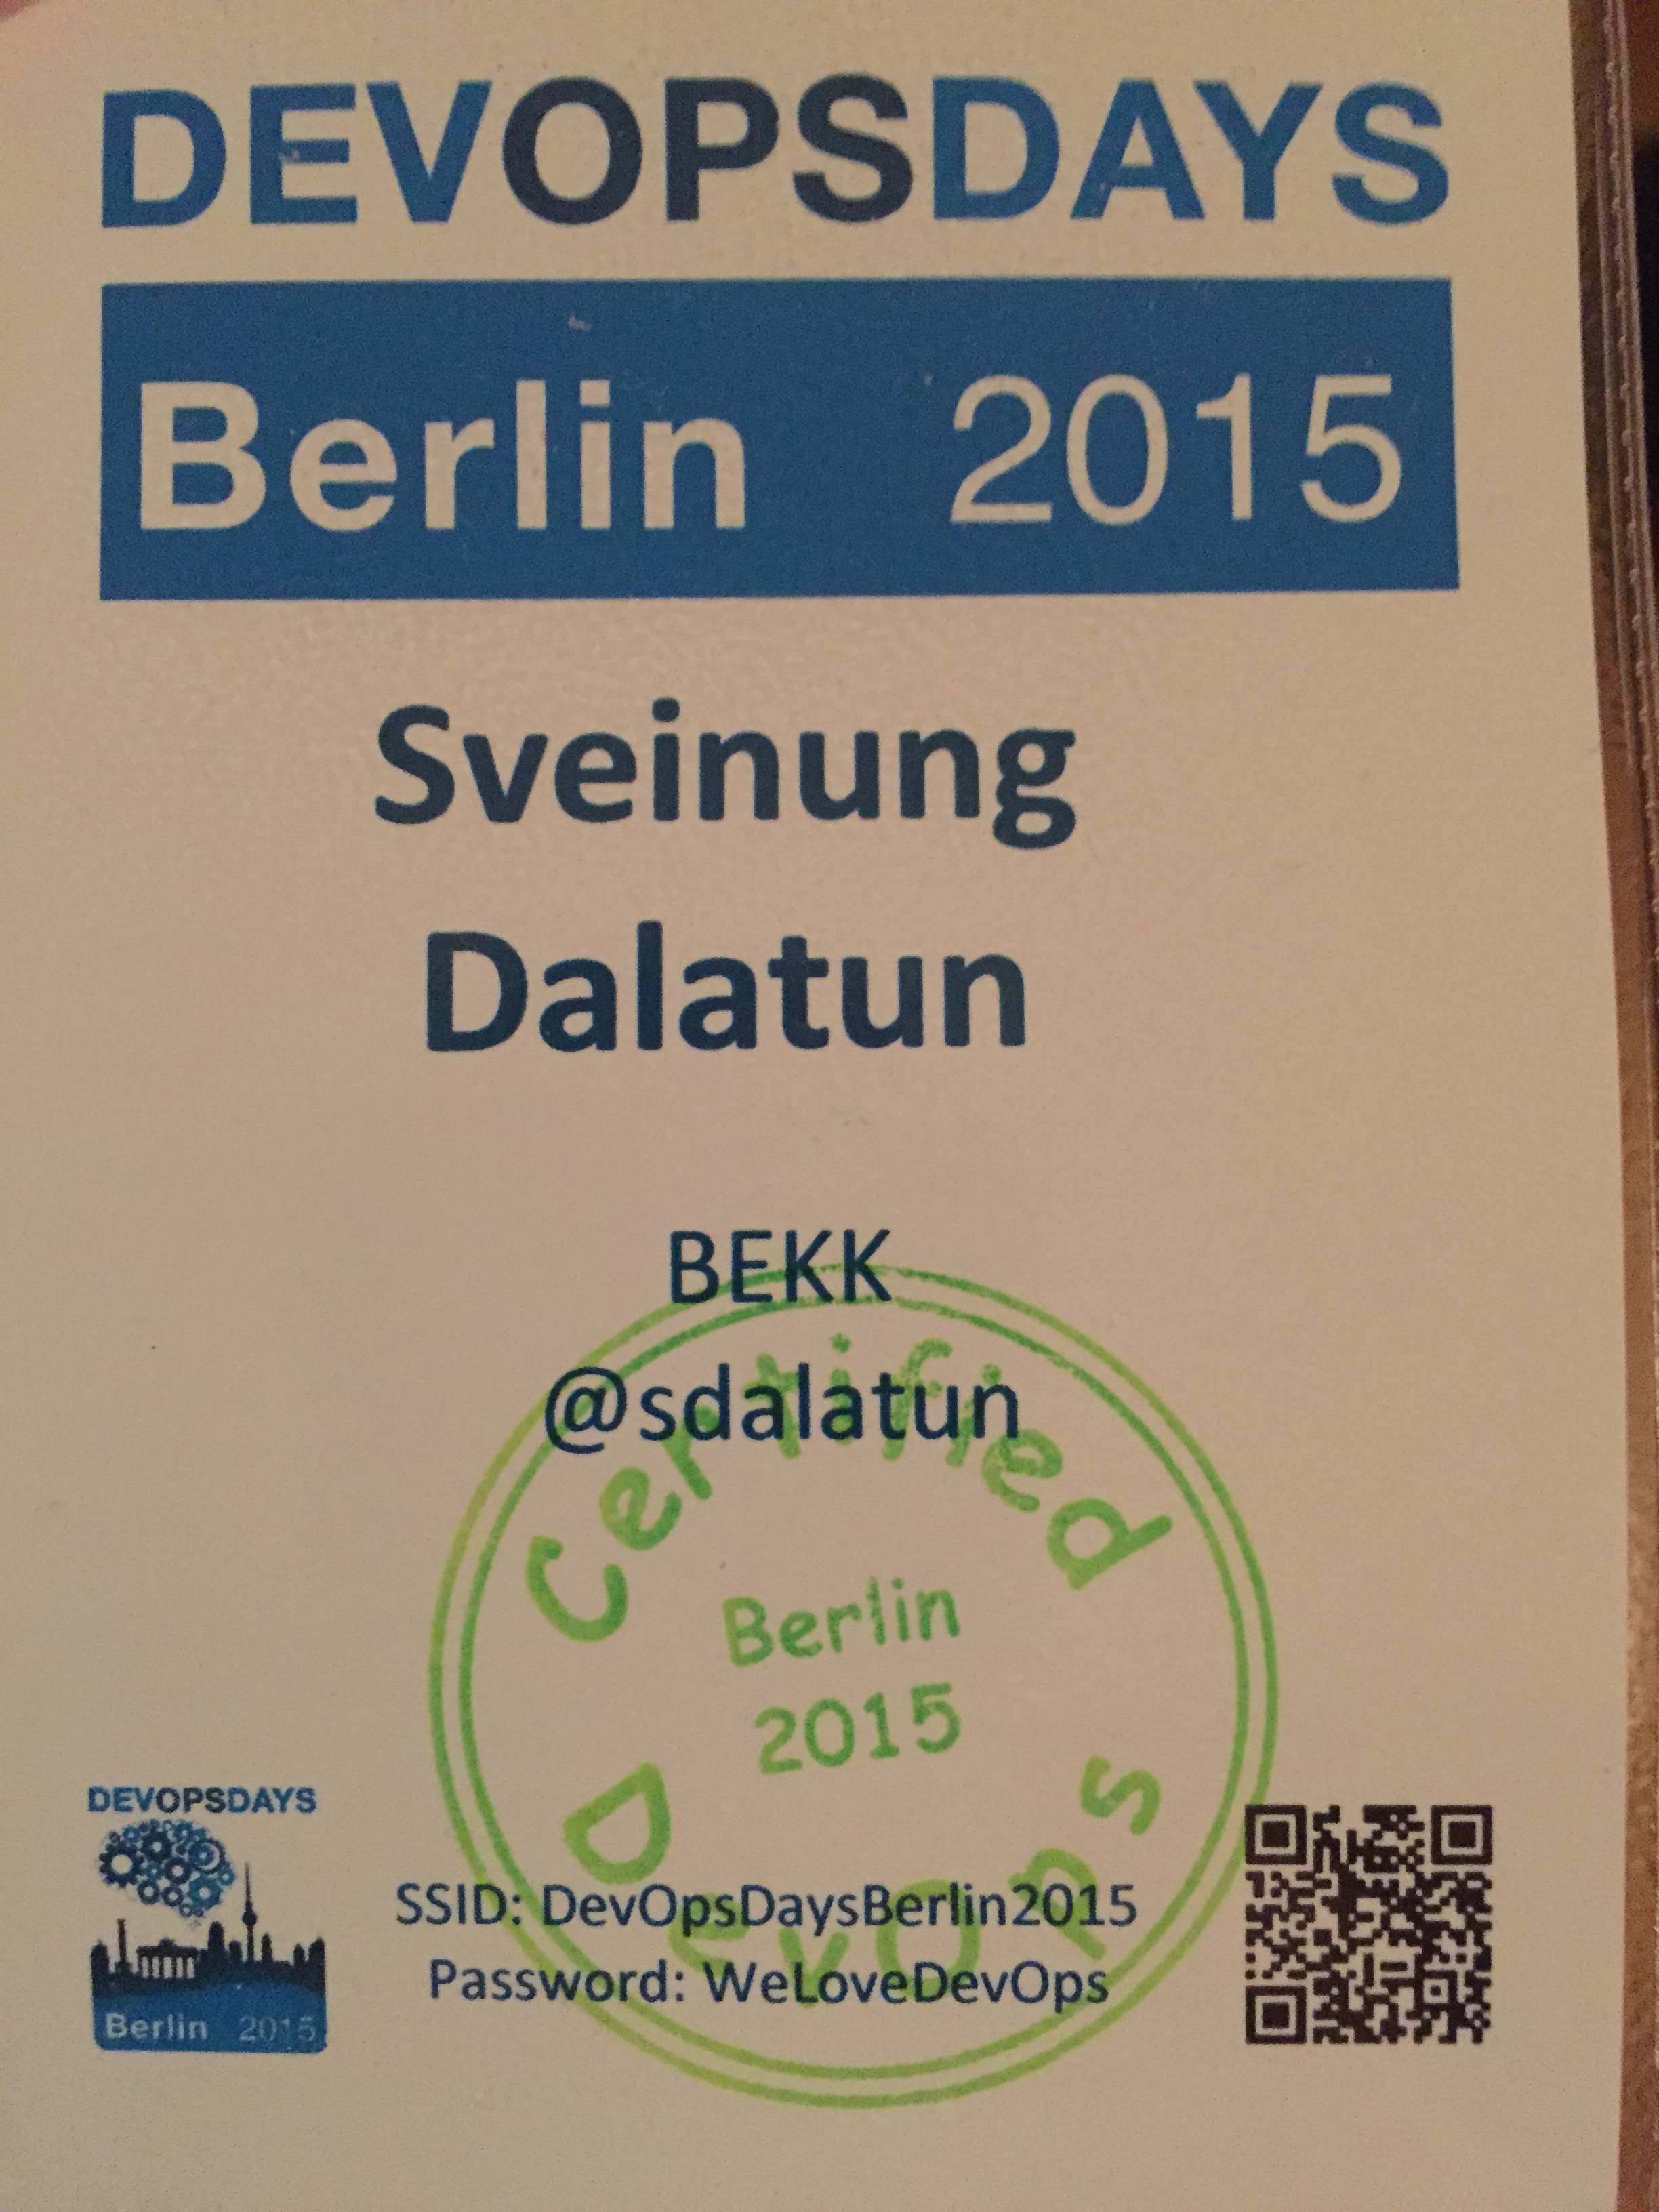 DEVOPSDAYS
Berlin 2015
Sveinung
Dalatun
BEKK
@sdalatun
Certified
Berlin
2015
DevOps
DEVOPSDAYS
Berlin 2015
SSID: DevOpsDaysBerlin2015
Password: WeLoveDevOps